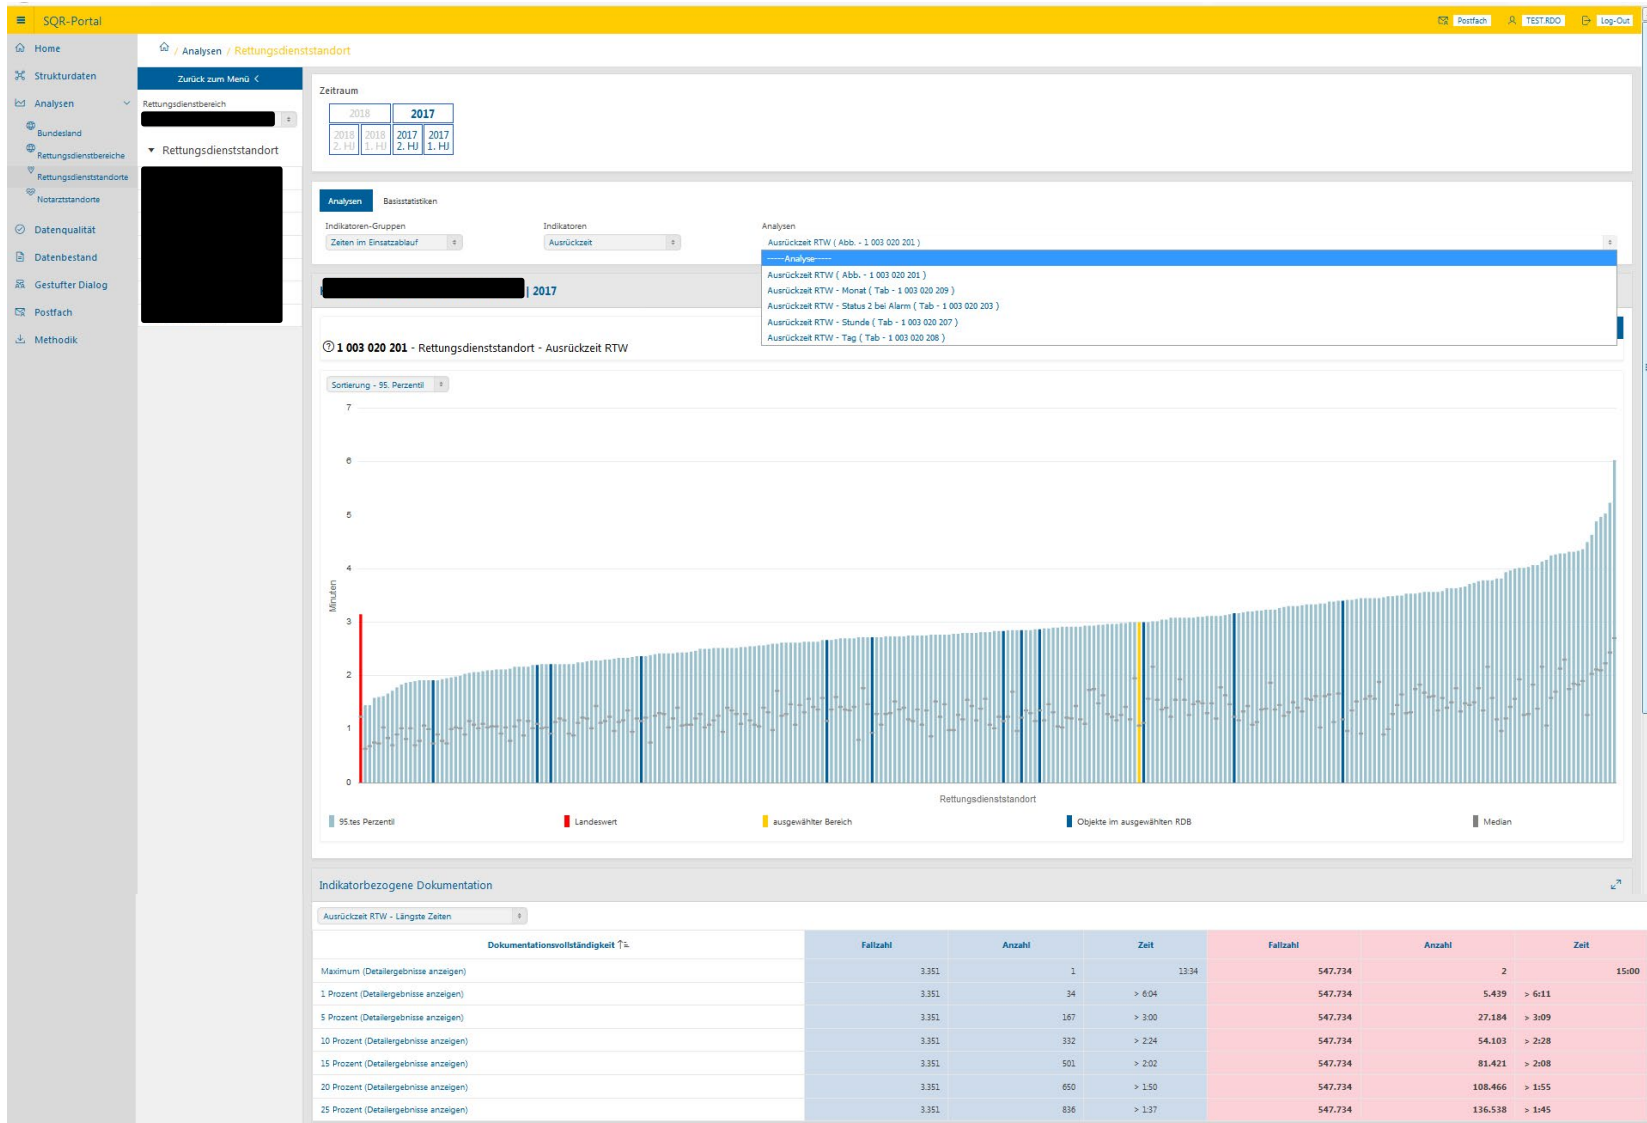 SQR-Portal
Postfach
TEST.RDO
Log-Out
Home
Strukturdaten
Analysen
Bundesland
Rettungsdienstbereiche
Rettungsdienststandorte
Notarztstandorte
Datenqualität
Datenbestand
Gestufter Dialog
Postfach
Methodik
/ Analysen / Rettungsdienststandort
Zurück zum Menü <
Rettungsdienstbereich
Rettungsdienststandort
Zeitraum
2018 2017
2018 2018 2017 2017
2. HJ 1. HJ 2. HJ 1. HJ
Analysen Basisstatistiken
Indikatoren-Gruppen Indikatoren Analysen
Zeiten im Einsatzablauf Ausrückzeit Ausrückzeit RTW ( Abb. - 1 003 020 201 )
-----Analyse-----
Ausrückzeit RTW ( Abb. - 1 003 020 201 )
Ausrückzeit RTW - Monat ( Tab - 1 003 020 209 )
Ausrückzeit RTW - Status 2 bei Alarm ( Tab - 1 003 020 203 )
Ausrückzeit RTW - Stunde ( Tab - 1 003 020 207 )
Ausrückzeit RTW - Tag ( Tab - 1 003 020 208 )
| 2017
1 003 020 201 - Rettungsdienststandort - Ausrückzeit RTW
Sortierung - 95. Perzentil
7
6
5
4
3
2
1
0
Minuten
Rettungsdienststandort
95.tes Perzentil Landeswert ausgewählter Bereich Objekte im ausgewählten RDB Median
Indikatorbezogene Dokumentation
Ausrückzeit RTW - Längste Zeiten
Dokumentationsvollständigkeit Fallzahl Anzahl Zeit Fallzahl Anzahl Zeit
Maximum (Detailergebnisse anzeigen) 3.351 1 13:34 547.734 2 15:00
1 Prozent (Detailergebnisse anzeigen) 3.351 34 > 6:04 547.734 5.439 > 6:11
5 Prozent (Detailergebnisse anzeigen) 3.351 167 > 3:00 547.734 27.184 > 3:09
10 Prozent (Detailergebnisse anzeigen) 3.351 332 > 2:24 547.734 54.103 > 2:28
15 Prozent (Detailergebnisse anzeigen) 3.351 501 > 2:02 547.734 81.421 > 2:08
20 Prozent (Detailergebnisse anzeigen) 3.351 650 > 1:50 547.734 108.466 > 1:55
25 Prozent (Detailergebnisse anzeigen) 3.351 836 > 1:37 547.734 136.538 > 1:45